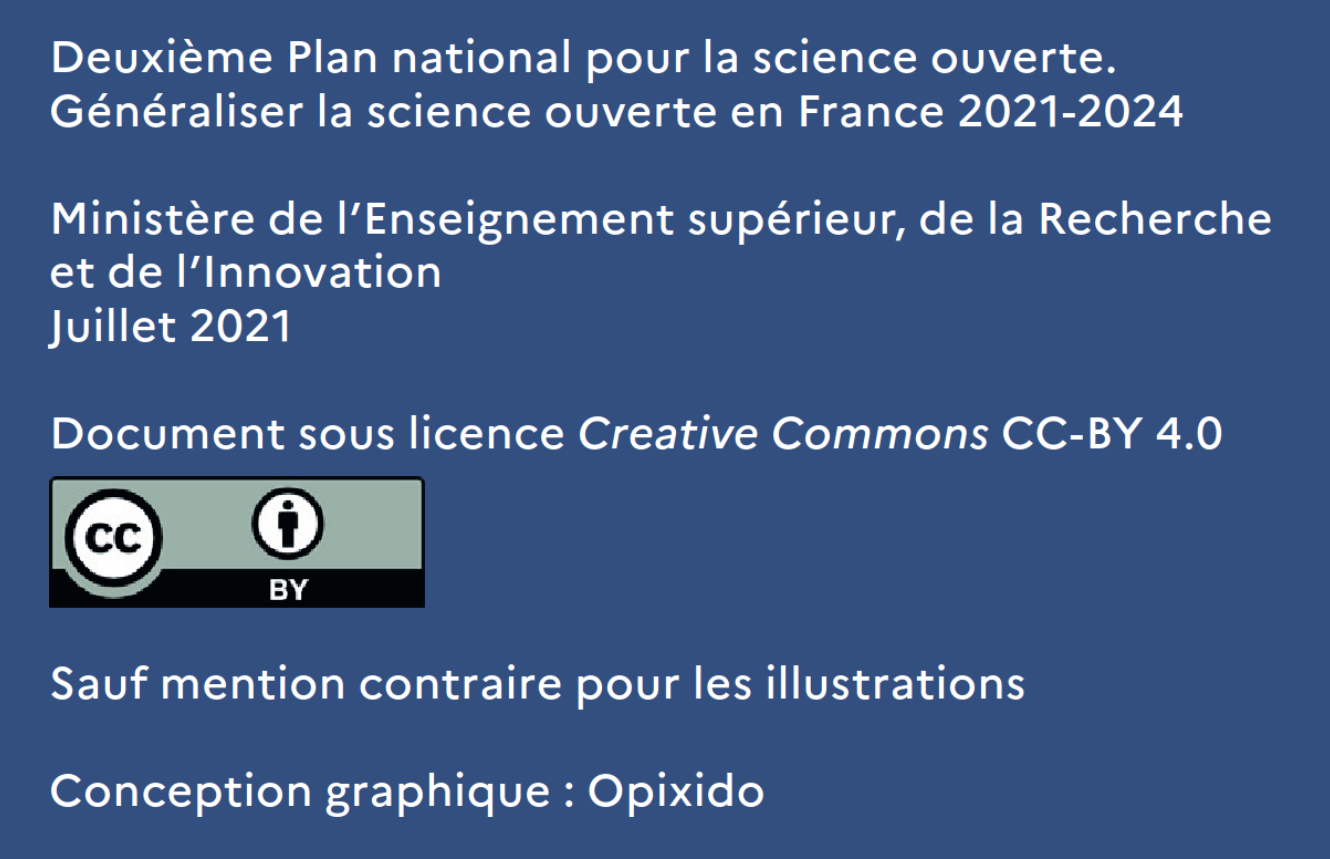 Deuxième Plan national pour la science ouverte.
Généraliser la science ouverte en France 2021-2024
Ministère de l’Enseignement supérieur, de la Recherche
et de l’Innovation
Juillet 2021
Document sous licence Creative Commons CC-BY 4.0
cc
BY
Sauf mention contraire pour les illustrations
Conception graphique : Opixido